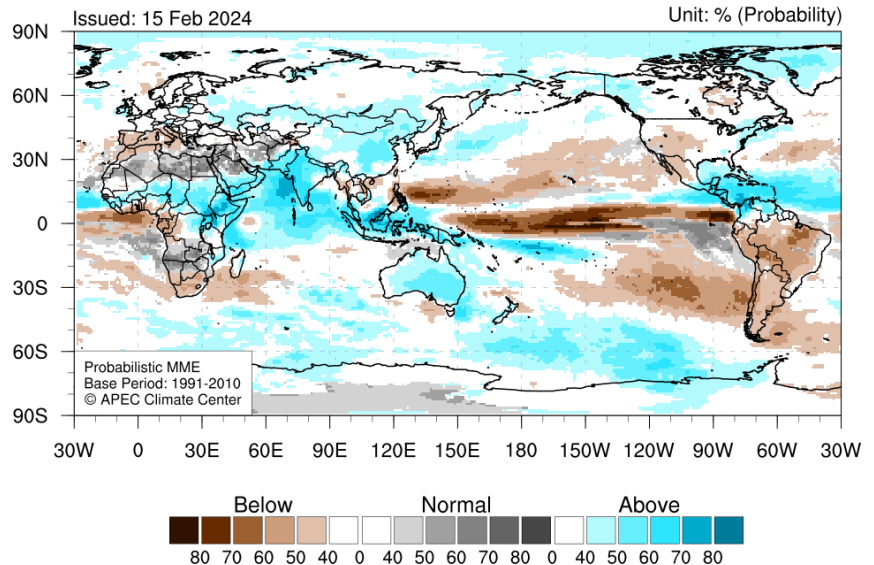 Issued: 15 Feb 2024
Unit: % (Probability)
90N
60N
30N
0
30S
60S
90S
Probabilistic MME
Base Period: 1991-2010
© APEC Climate Center
30W 0 30E 60E 90E 120E 150E 180 150W 120W 90W 60W 30W
Below Normal Above
80 70 60 50 40 0 40 50 60 70 80 0 40 50 60 70 80